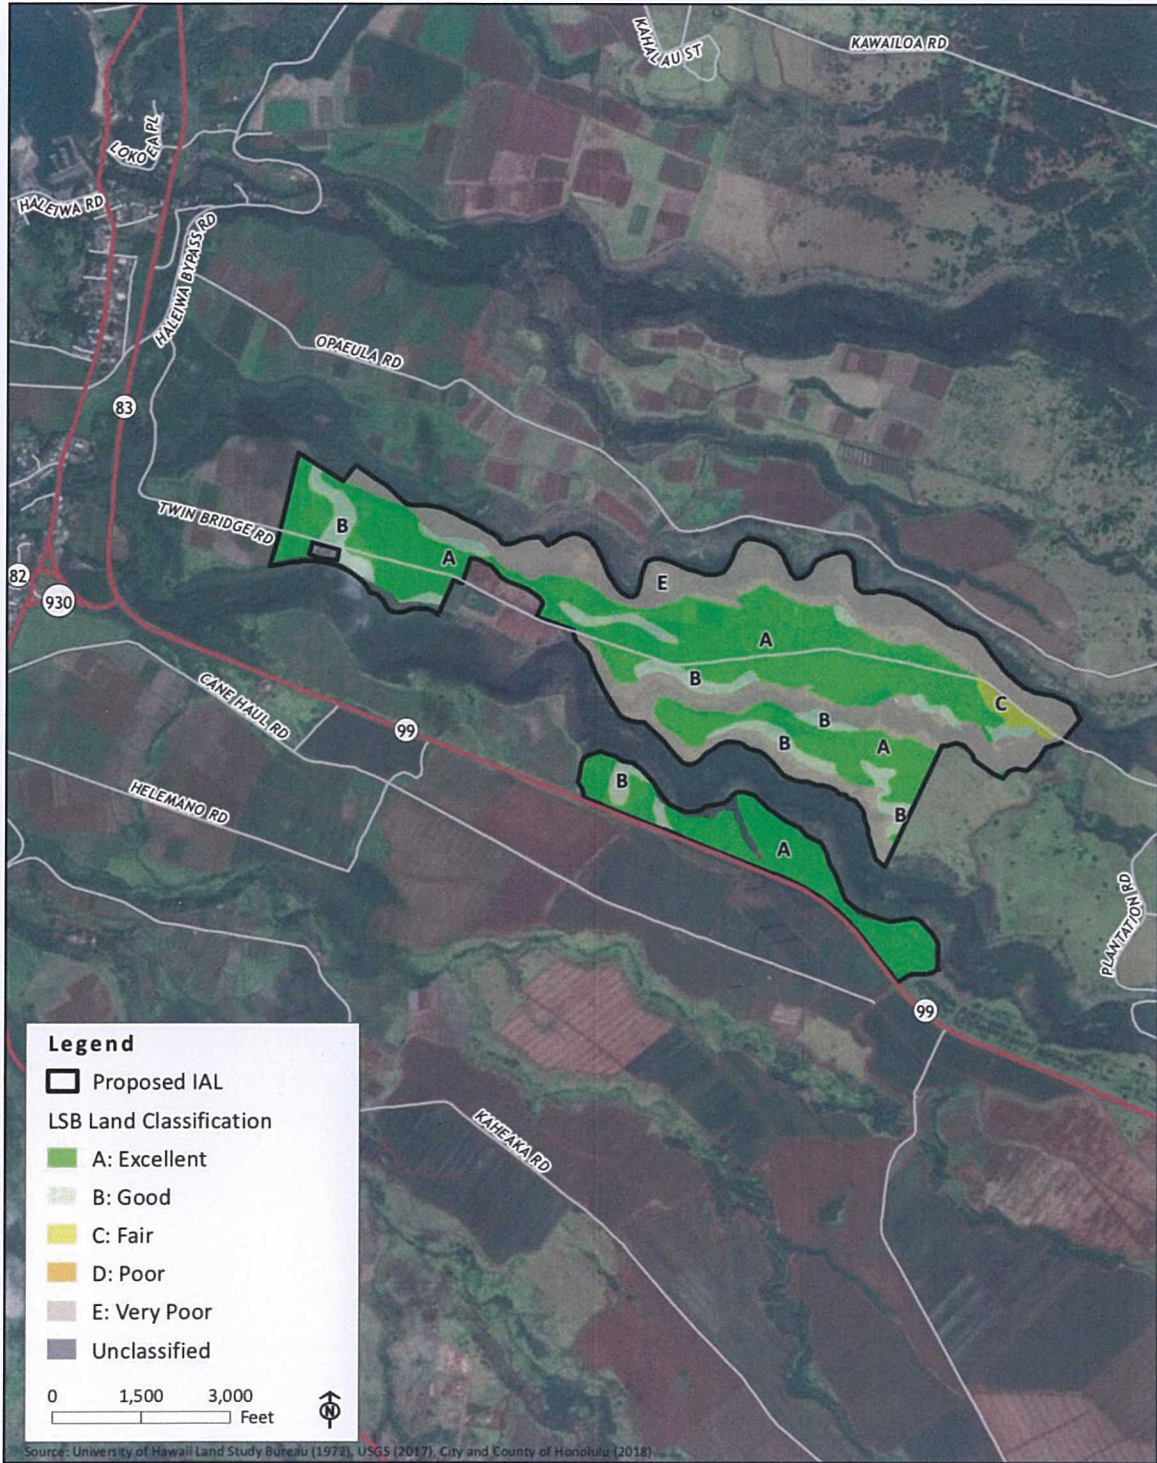 KAHALAU ST
KAWAILOA RD
LOKOEA PL
HALEIWA RD
HALEIWA BYPASS RD
OPAEULA RD
83
TWIN BRIDGE RD
B
A
82
930
E
A
B
C
CANE HAUL RD
99
B
B
A
HELEMANO RD
B
B
A
PLANTATION RD
99
KAHEAKA RD
Legend
Proposed IAL
LSB Land Classification
A: Excellent
B: Good
C: Fair
D: Poor
E: Very Poor
Unclassified
0 1,500 3,000
Feet
N
Source: University of Hawaii Land Study Bureau (1972), USGS (2017), City and County of Honolulu (2018)